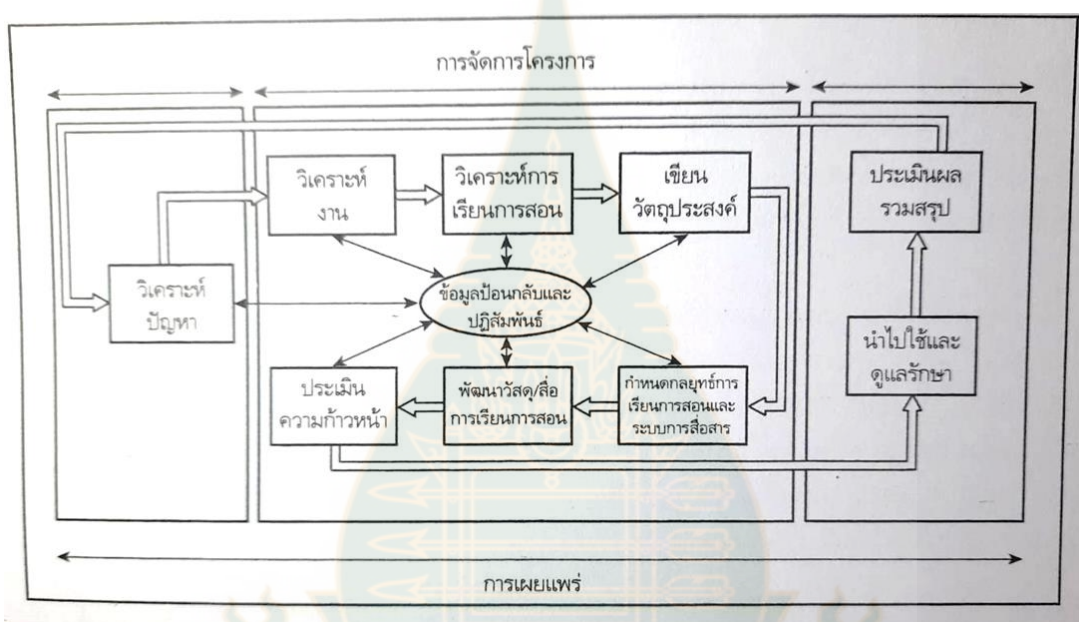 การจัดการโครงการ
วิเคราะห์
งาน
วิเคราะห์การ
เรียนการสอน
เขียน
วัตถุประสงค์
ประเมินผล
รวมสรุป
วิเคราะห์
ปัญหา
ข้อมูลป้อนกลับและ
ปฏิสัมพันธ์
นำไปใช้และ
ดูแลรักษา
ประเมิน
ความก้าวหน้า
พัฒนาวัสดุ/สื่อ
การเรียนการสอน
กำหนดกลยุทธ์การ
เรียนการสอนและ
ระบบการสื่อสาร
การเผยแพร่